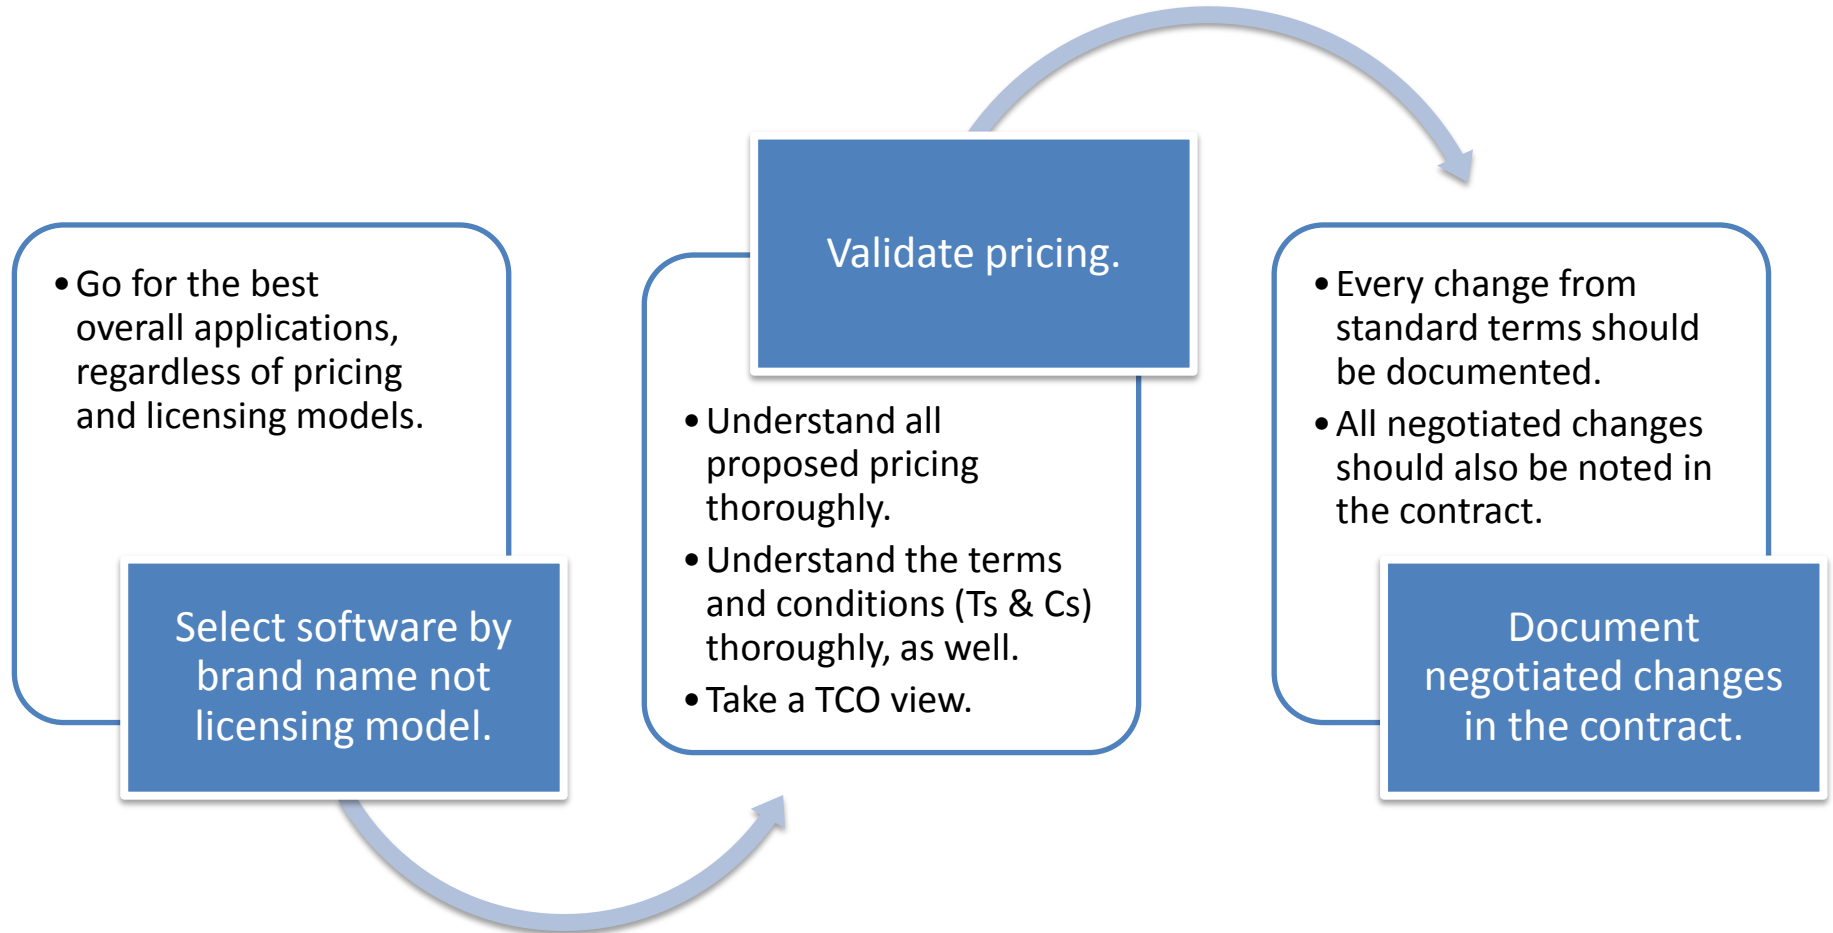 •Go for the best
overall applications,
regardless of pricing
and licensing models.
Select software by
brand name not
licensing model.
Validate pricing.
•Understand all
proposed pricing
thoroughly.
•Understand the terms
and conditions (Ts & Cs)
thoroughly, as well.
•Take a TCO view.
•Every change from
standard terms should
be documented.
•All negotiated changes
should also be noted in
the contract.
Document
negotiated changes
in the contract.